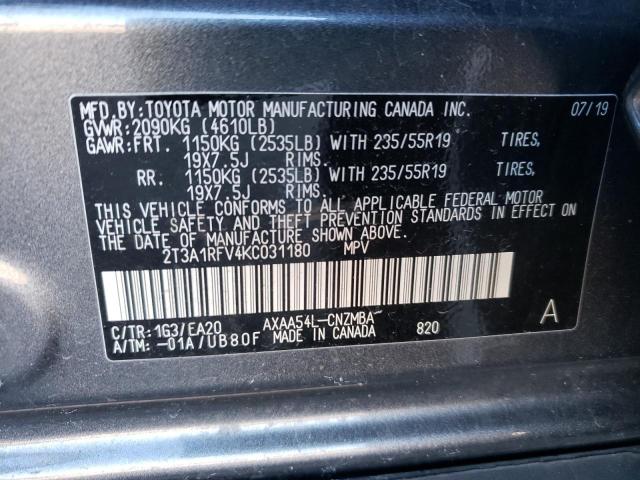 MFD.BY:TOYOTA MOTOR MANUFACTURING CANADA INC. 07/19
GVWR:2090KG (4610LB)
GAWR:FRT. 1150KG (2535LB) WITH 235/55R19 TIRES,
19X7.5J RIMS.
RR. 1150KG (2535LB) WITH 235/55R19 TIRES,
19X7.5J RIMS.
THIS VEHICLE CONFORMS TO ALL APPLICABLE FEDERAL MOTOR
VEHICLE SAFETY AND THEFT PREVENTION STANDARDS IN EFFECT ON
THE DATE OF MANUFACTURE SHOWN ABOVE.
2T3A1RFV4KC031180 MPV
C/TR:1G3/EA20 AXAA54L-CNZMBA A
A/TM:-01A/UB80F MADE IN CANADA 820